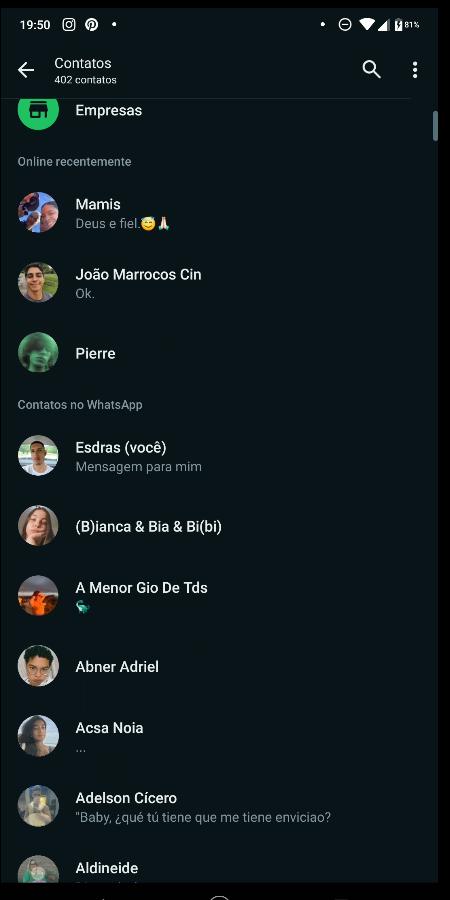 19:50
81%
Contatos
402 contatos
Empresas
Online recentemente
Mamis
Deus e fiel.😅🙏🏻
João Marrocos Cin
Ok.
Pierre
Contatos no WhatsApp
Esdras (você)
Mensagem para mim
(B)ianca & Bia & Bi(bi)
A Menor Gio De Tds
🦕
Abner Adriel
Acsa Noia
...
Adelson Cícero
"Baby, ¿qué tú tiene que me tiene enviciao?
Aldineide